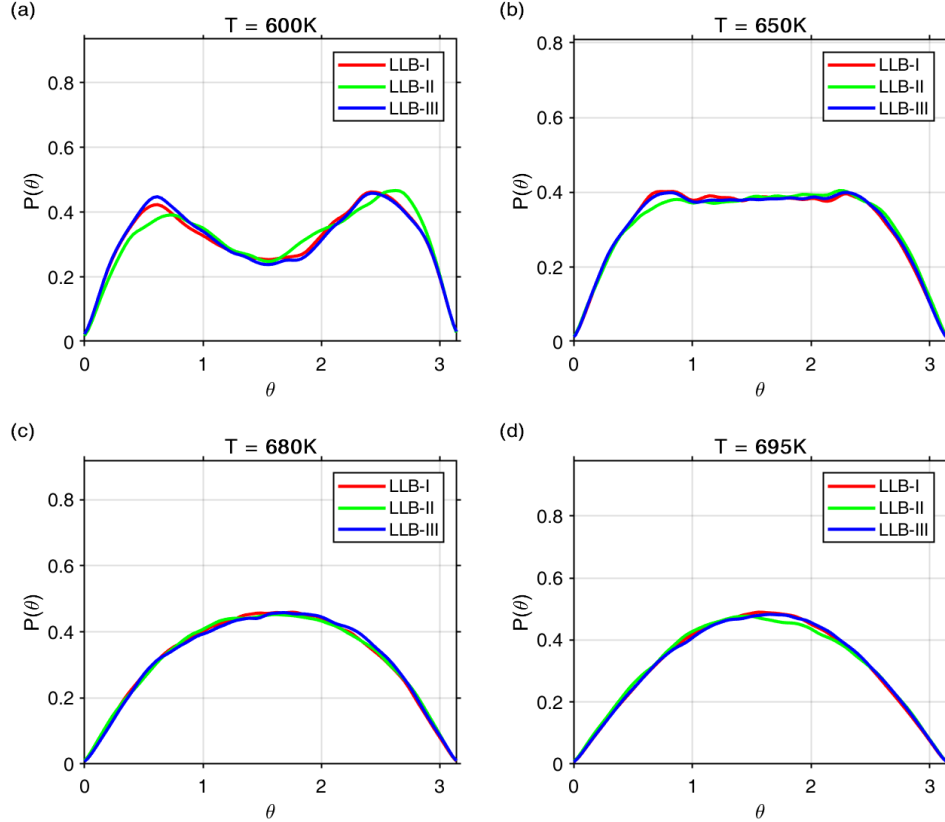 (a)
T = 600K
LLB-I
LLB-II
LLB-III
P(θ)
0.8
0.6
0.4
0.2
0
0
1
2
3
θ
(b)
T = 650K
LLB-I
LLB-II
LLB-III
P(θ)
0.8
0.6
0.4
0.2
0
0
1
2
3
θ
(c)
T = 680K
LLB-I
LLB-II
LLB-III
P(θ)
0.8
0.6
0.4
0.2
0
0
1
2
3
θ
(d)
T = 695K
LLB-I
LLB-II
LLB-III
P(θ)
0.8
0.6
0.4
0.2
0
0
1
2
3
θ